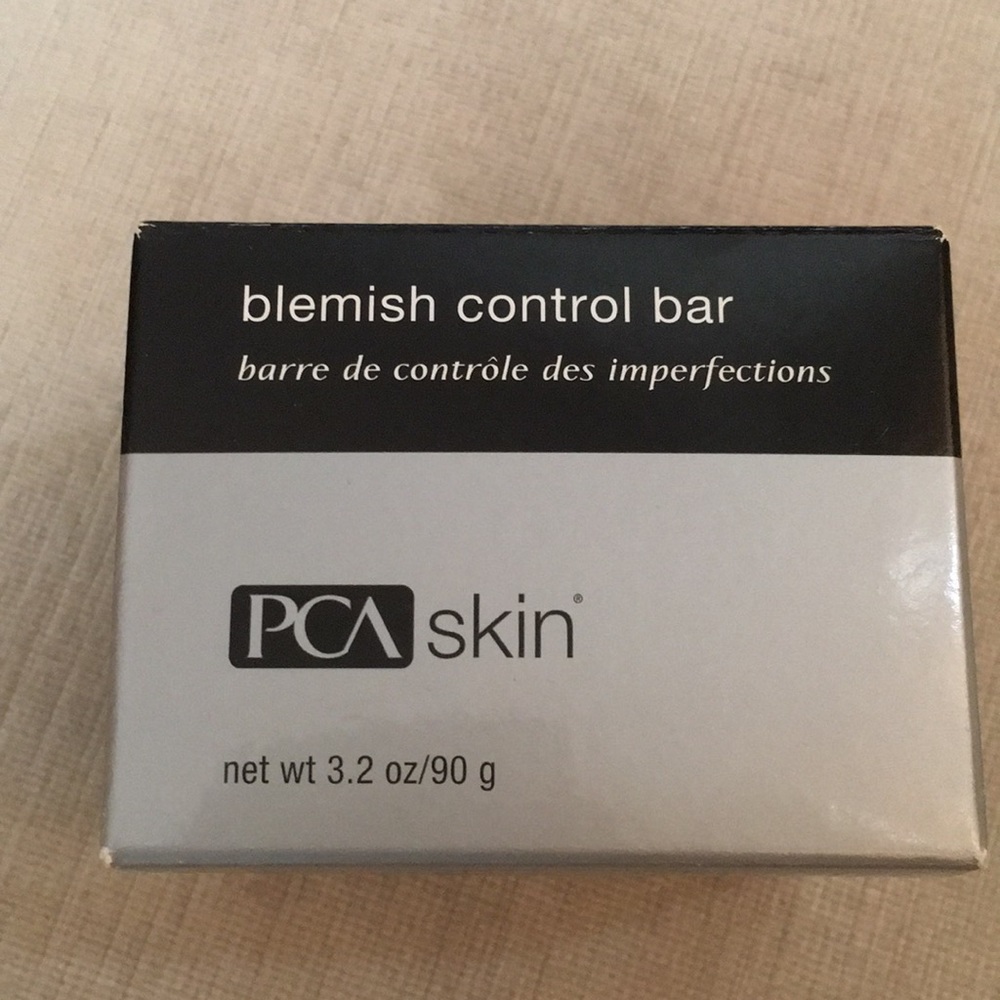 blemish control bar
barre de contrôle des imperfections
PCA skin®
net wt 3.2 oz/90 g